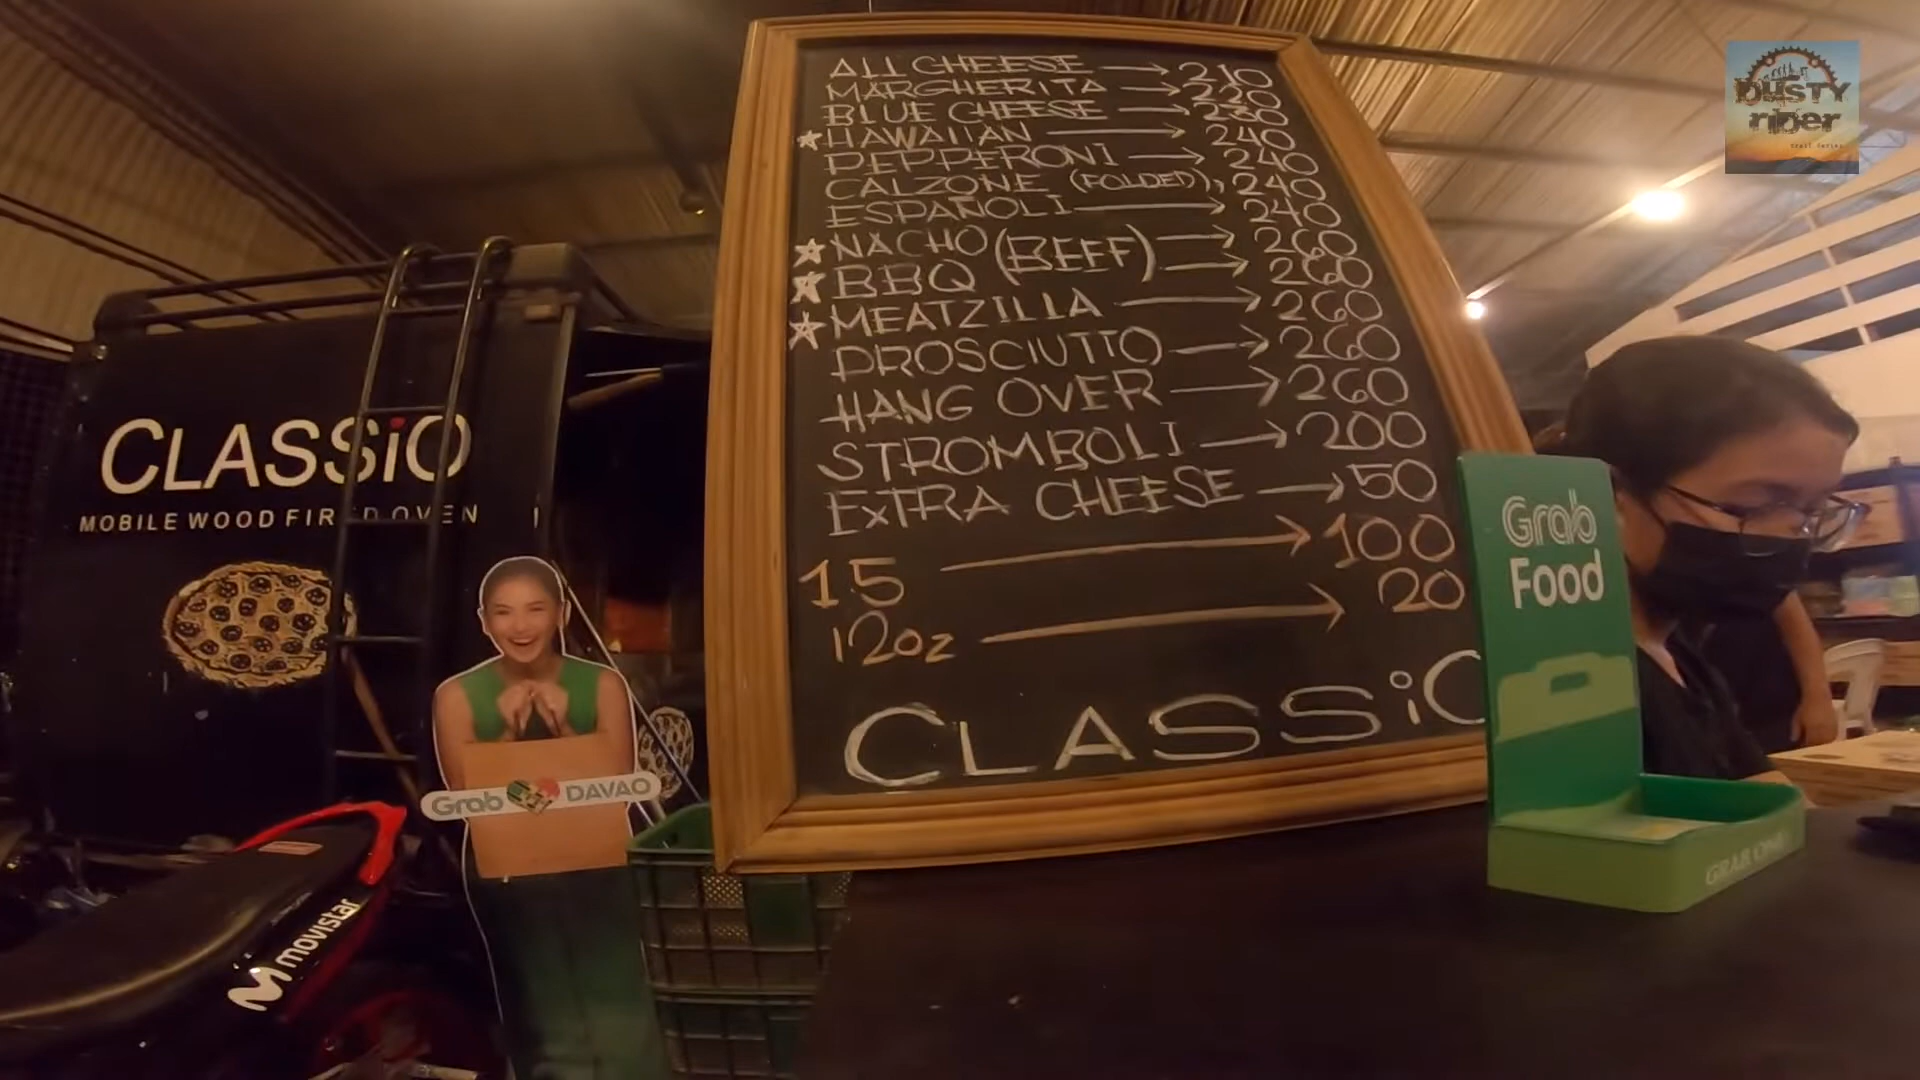 ALL CHEESE → 210
MARGHERITA → 220
BLUE CHEESE → 230
★ HAWAIIAN → 240
PEPPERONI → 240
CALZONE (FOLDED), 240
ESPAÑOLI → 240
★ NACHO (BEEF) → 260
★ BBQ → 260
★ MEATZILLA → 260
PROSCIUTTO → 260
HANG OVER → 260
STROMBOLI → 200
EXTRA CHEESE → 50
15 → 100
12oz → 20
CLASSiO
CLASSiO
MOBILE WOOD FIRED OVEN
Grab DAVAO
movistar
Grab
Food
GRAB
DUSTY
riDer